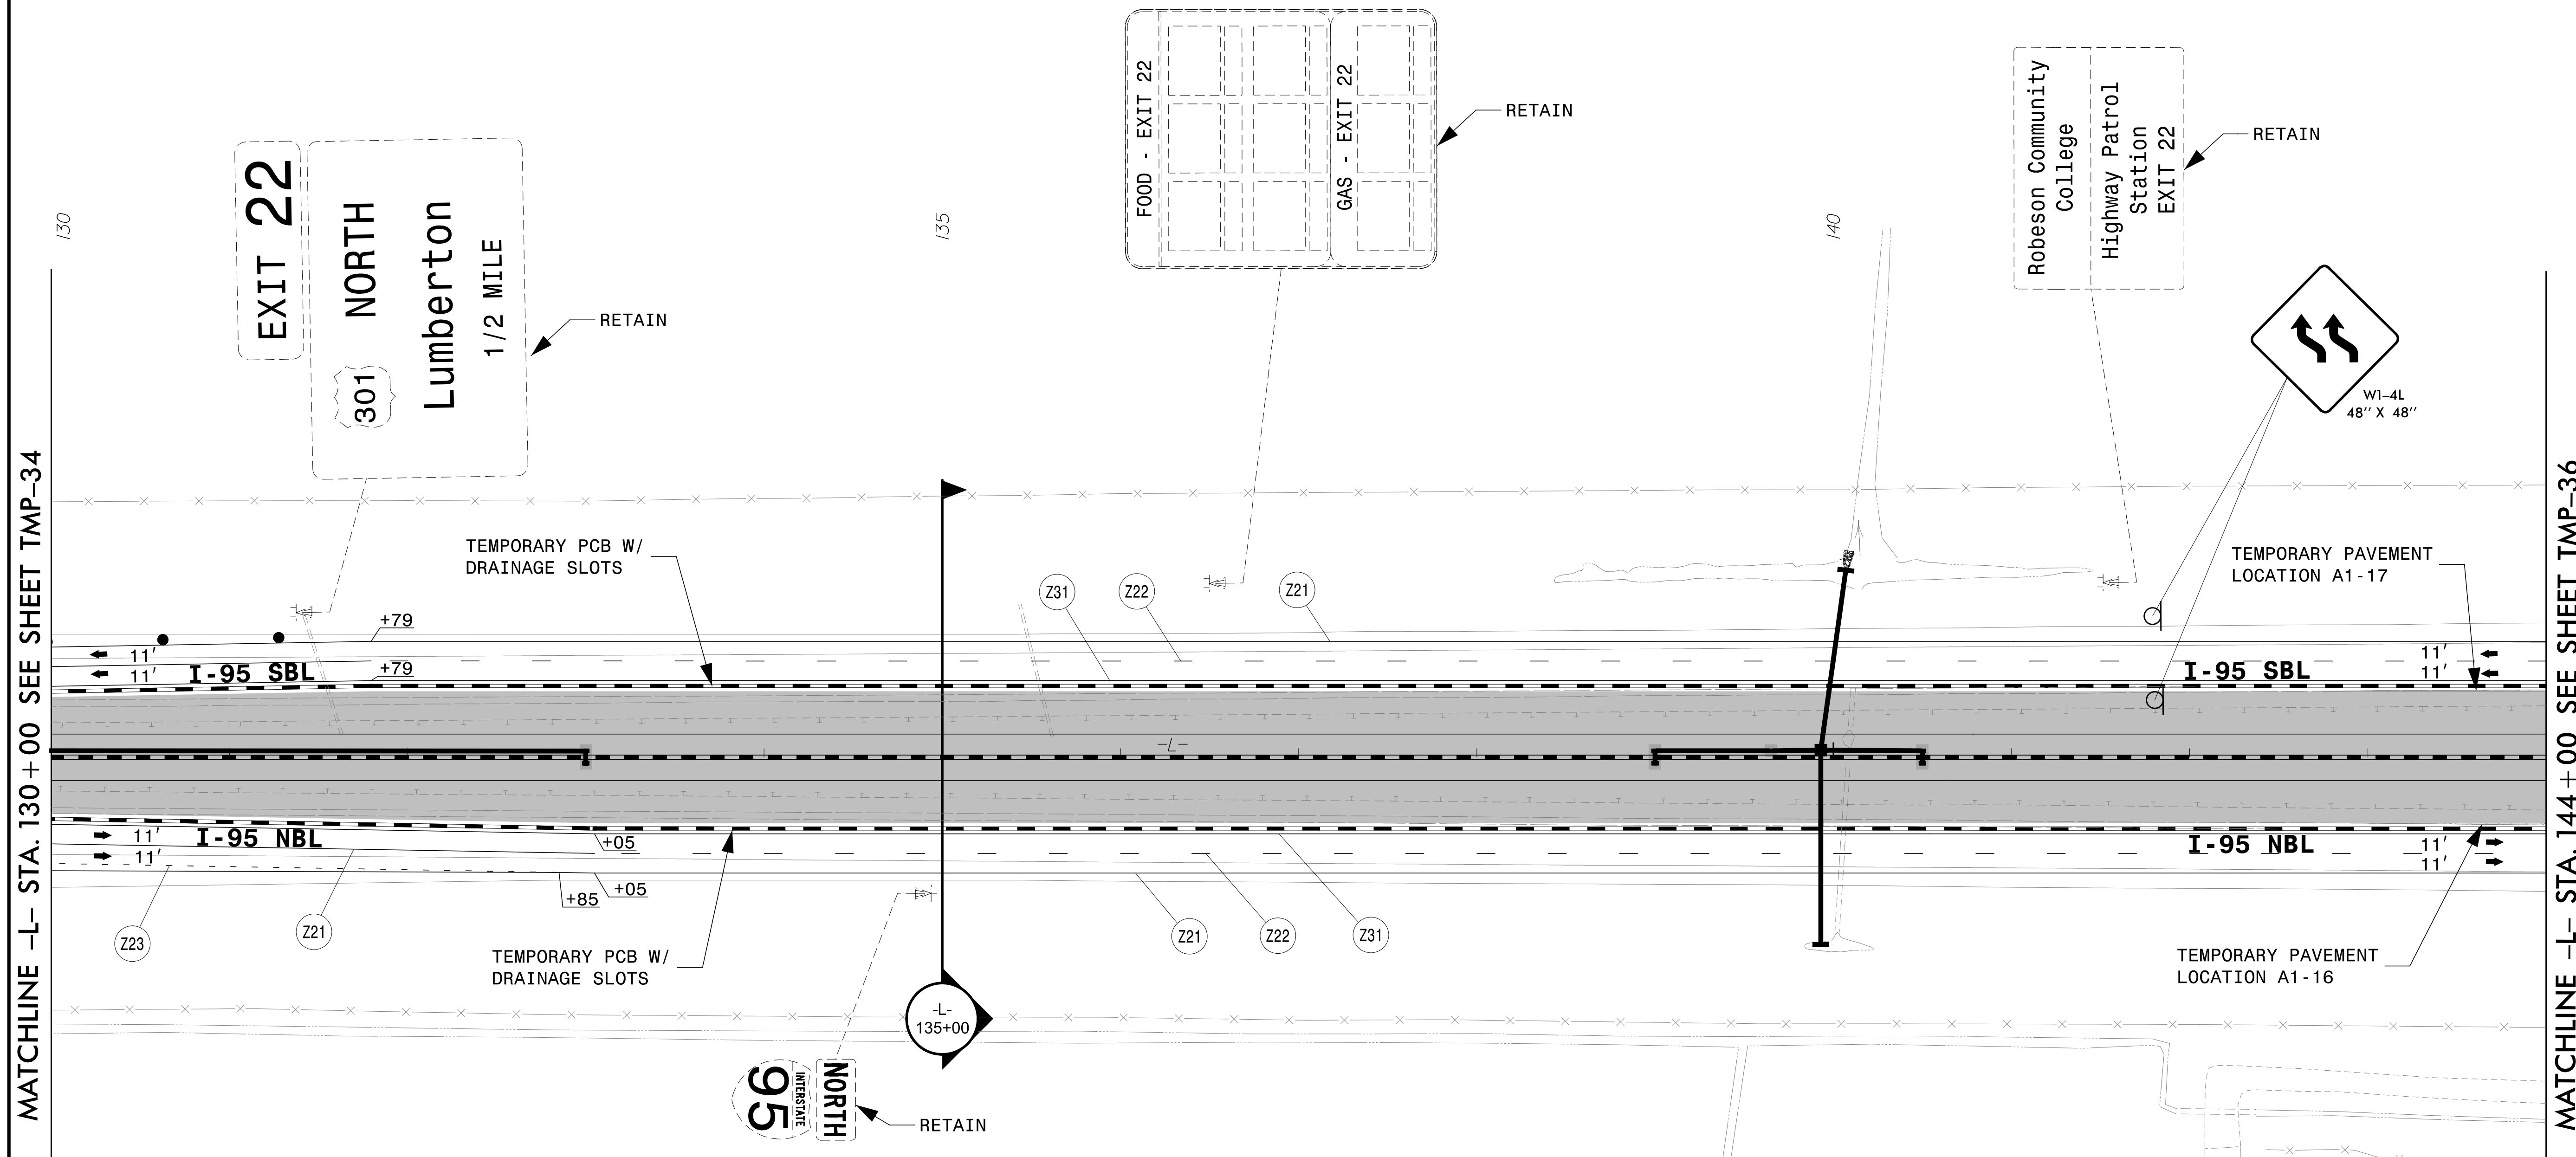 MATCHLINE -L- STA. 130+00 SEE SHEET TMP-34
130
EXIT 22
301 NORTH
Lumberton
1/2 MILE
RETAIN
135
FOOD - EXIT 22
GAS - EXIT 22
RETAIN
140
Robeson Community
College
Highway Patrol
Station
EXIT 22
RETAIN
W1-4L
48" X 48"
TEMPORARY PCB W/
DRAINAGE SLOTS
Z31
Z22
Z21
TEMPORARY PAVEMENT
LOCATION A1-17
+79
11'
11'
I-95 SBL
+79
I-95 SBL
11'
11'
-L-
11'
11'
I-95 NBL
+05
+05
+85
I-95 NBL
11'
11'
Z23
Z21
TEMPORARY PCB W/
DRAINAGE SLOTS
Z21
Z22
Z31
TEMPORARY PAVEMENT
LOCATION A1-16
-L-
135+00
NORTH
INTERSTATE
95
RETAIN
MATCHLINE -L- STA. 144+00 SEE SHEET TMP-36